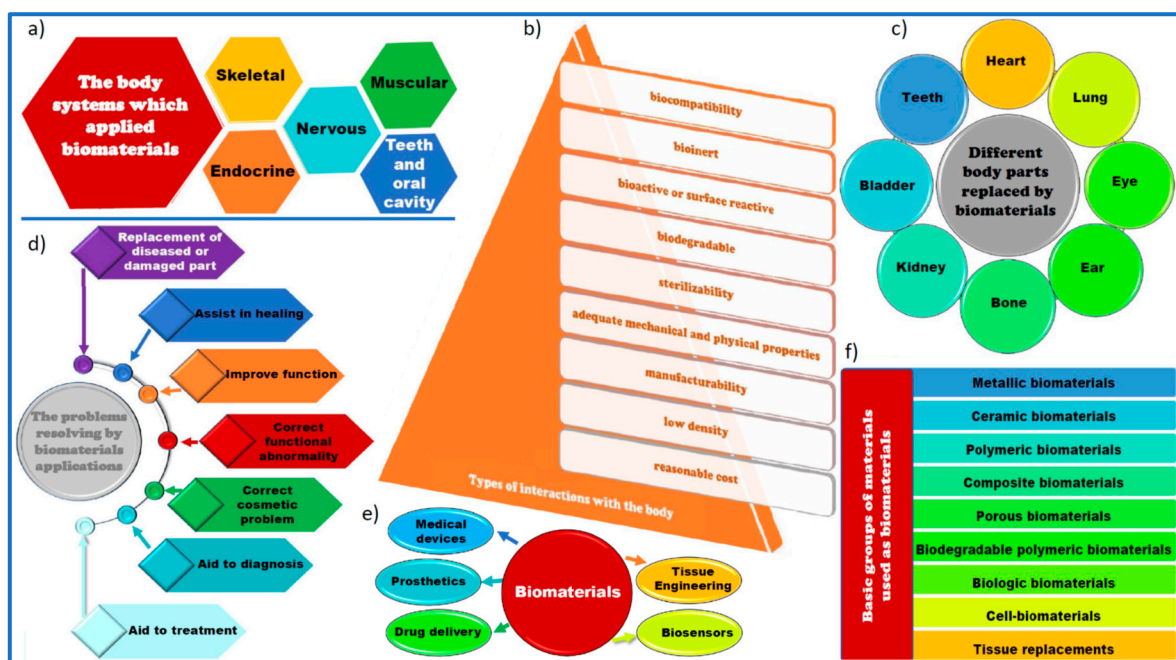 a)
The body
systems which
applied
biomaterials
Skeletal
Muscular
Nervous
Endocrine
Teeth
and
oral
cavity
b)
biocompatibility
bioinert
bioactive or surface reactive
biodegradable
sterilizability
adequate mechanical and physical properties
manufacturability
low density
reasonable cost
Types of interactions with the body
c)
Heart
Lung
Eye
Ear
Bone
Kidney
Bladder
Teeth
Different
body parts
replaced by
biomaterials
d)
Replacement of
diseased or
damaged part
Assist in healing
Improve function
Correct
functional
abnormality
Correct
cosmetic
problem
Aid to diagnosis
Aid to treatment
The problems
resolving by
biomaterials
applications
e)
Medical
devices
Prosthetics
Drug delivery
Biomaterials
Tissue
Engineering
Biosensors
f)
Basic groups of materials
used as biomaterials
Metallic biomaterials
Ceramic biomaterials
Polymeric biomaterials
Composite biomaterials
Porous biomaterials
Biodegradable polymeric biomaterials
Biologic biomaterials
Cell-biomaterials
Tissue replacements